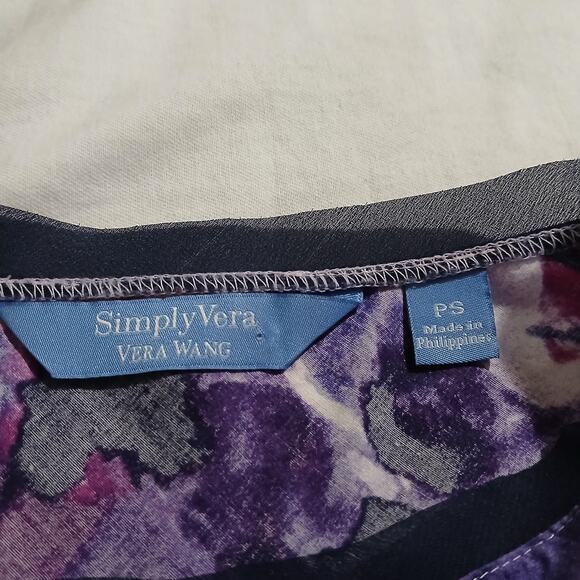 Simply Vera
VERA WANG
PS
Made in
Philippines